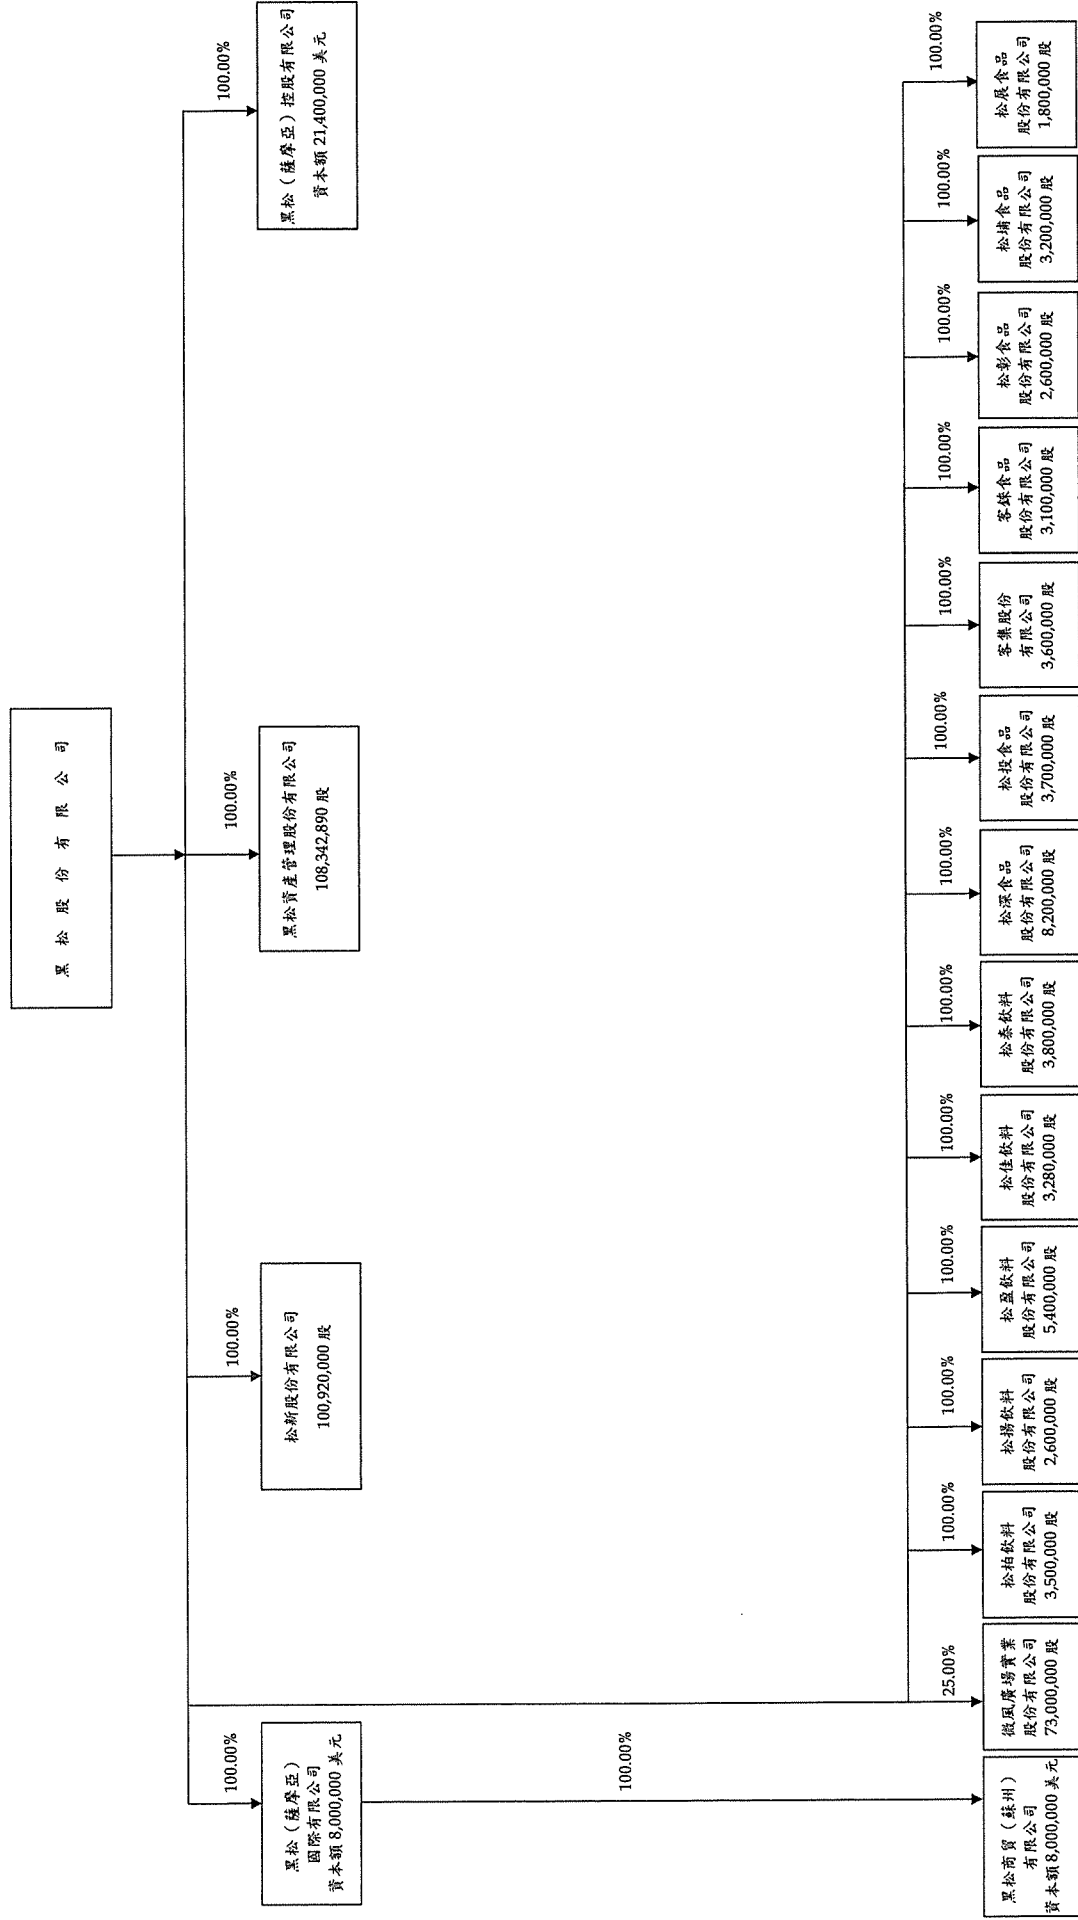 黑松股份有限公司
100.00%
100.00%
100.00%
100.00%
黑松（薩摩亞）
國際有限公司
資本額 8,000,000 美元
松新股份有限公司
100,920,000 股
黑松資產管理股份有限公司
108,342,890 股
黑松（薩摩亞）控股有限公司
資本額 21,400,000 美元
100.00%
25.00%
100.00%
100.00%
100.00%
100.00%
100.00%
100.00%
100.00%
100.00%
100.00%
100.00%
100.00%
100.00%
黑松商貿（蘇州）
有限公司
資本額 8,000,000 美元
微風廣場實業
股份有限公司
73,000,000 股
松柏飲料
股份有限公司
3,500,000 股
松揚飲料
股份有限公司
2,600,000 股
松盈飲料
股份有限公司
5,400,000 股
松佳飲料
股份有限公司
3,280,000 股
松泰飲料
股份有限公司
3,800,000 股
松深食品
股份有限公司
8,200,000 股
松投食品
股份有限公司
3,700,000 股
客集股份
有限公司
3,600,000 股
客錸食品
股份有限公司
3,100,000 股
松彰食品
股份有限公司
2,600,000 股
松埔食品
股份有限公司
3,200,000 股
松展食品
股份有限公司
1,800,000 股